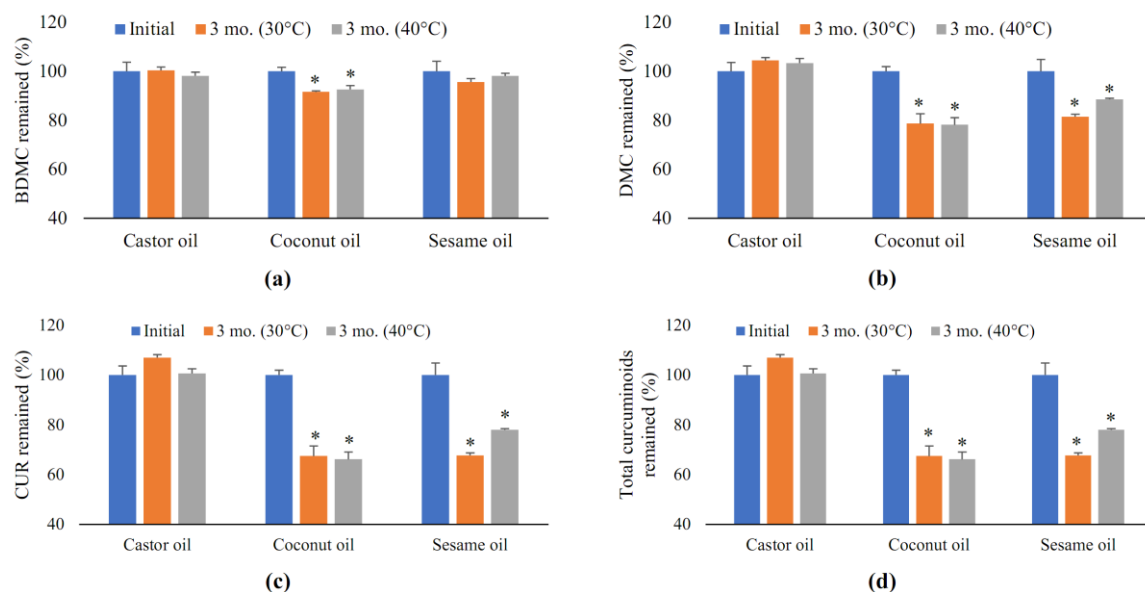 120
Initial 3 mo. (30°C) 3 mo. (40°C)
100
80
60
40
BDMC remained (%)
* *
Castor oil Coconut oil Sesame oil
(a)
120
Initial 3 mo. (30°C) 3 mo. (40°C)
100
80
60
40
DMC remained (%)
* * * *
Castor oil Coconut oil Sesame oil
(b)
120
Initial 3 mo. (30°C) 3 mo. (40°C)
100
80
60
40
CUR remained (%)
* * * *
Castor oil Coconut oil Sesame oil
(c)
120
Initial 3 mo. (30°C) 3 mo. (40°C)
100
80
60
40
Total curcuminoids
remained (%)
* * * *
Castor oil Coconut oil Sesame oil
(d)